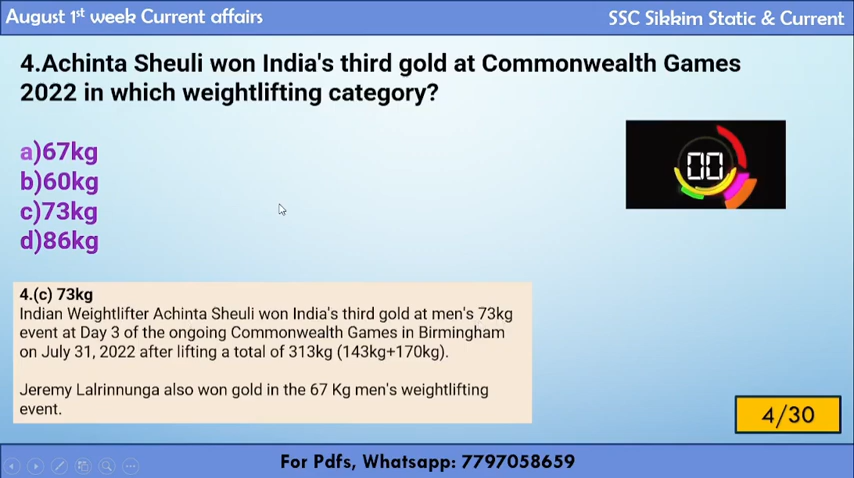 August 1st week Current affairs
SSC Sikkim Static & Current
4.Achinta Sheuli won India's third gold at Commonwealth Games
2022 in which weightlifting category?
a)67kg
b)60kg
c)73kg
d)86kg
00
4.(c) 73kg
Indian Weightlifter Achinta Sheuli won India's third gold at men's 73kg
event at Day 3 of the ongoing Commonwealth Games in Birmingham
on July 31, 2022 after lifting a total of 313kg (143kg+170kg).
Jeremy Lalrinnunga also won gold in the 67 Kg men's weightlifting
event.
4/30
For Pdfs, Whatsapp: 7797058659